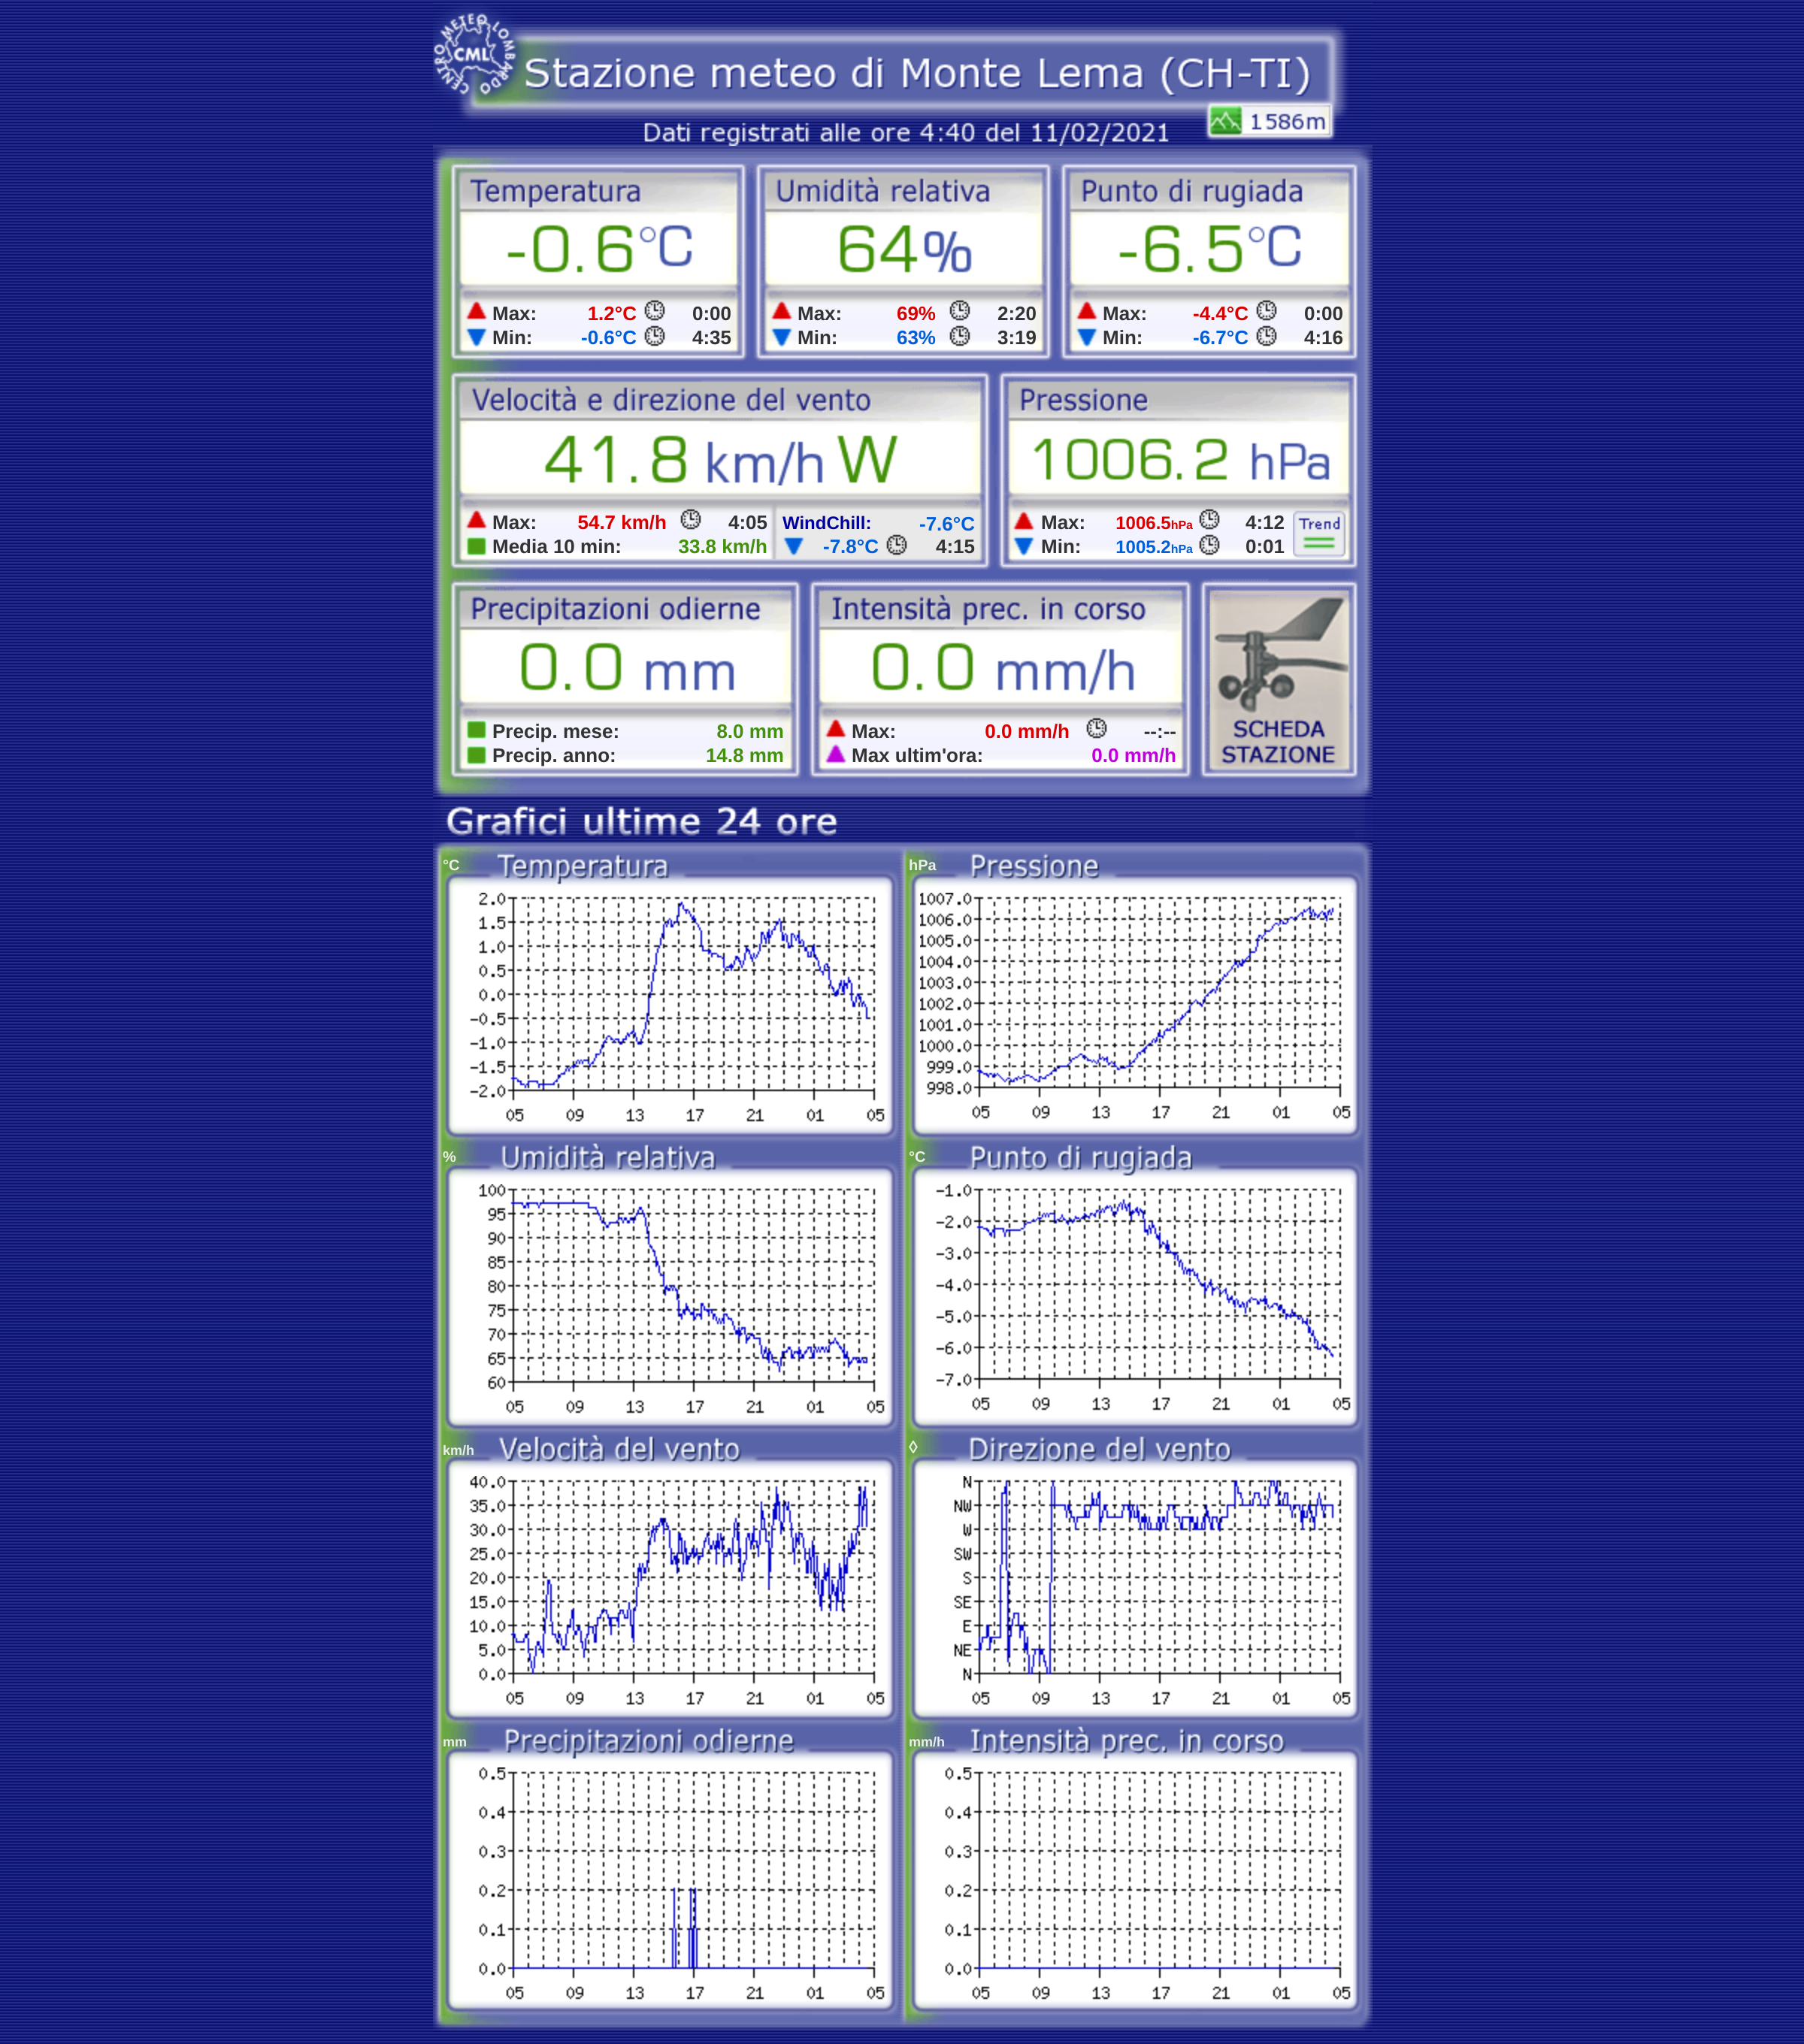 CENTRO METEO LOMBARDO
CML
Stazione meteo di Monte Lema (CH-TI)
1586m
Dati registrati alle ore 4:40 del 11/02/2021
Temperatura
-0.6°C
Max: 1.2°C 0:00
Min: -0.6°C 4:35
Umidità relativa
64%
Max: 69% 2:20
Min: 63% 3:19
Punto di rugiada
-6.5°C
Max: -4.4°C 0:00
Min: -6.7°C 4:16
Velocità e direzione del vento
41.8 km/h W
Max: 54.7 km/h 4:05
Media 10 min: 33.8 km/h
WindChill: -7.6°C
-7.8°C 4:15
Pressione
1006.2 hPa
Max: 1006.5hPa 4:12
Min: 1005.2hPa 0:01
Trend
Precipitazioni odierne
0.0 mm
Precip. mese: 8.0 mm
Precip. anno: 14.8 mm
Intensità prec. in corso
0.0 mm/h
Max: 0.0 mm/h --:--
Max ultim'ora: 0.0 mm/h
SCHEDA
STAZIONE
Grafici ultime 24 ore
°C Temperatura
2.0
1.5
1.0
0.5
0.0
-0.5
-1.0
-1.5
-2.0
05 09 13 17 21 01 05
hPa Pressione
1007.0
1006.0
1005.0
1004.0
1003.0
1002.0
1001.0
1000.0
999.0
998.0
05 09 13 17 21 01 05
% Umidità relativa
100
95
90
85
80
75
70
65
60
05 09 13 17 21 01 05
°C Punto di rugiada
-1.0
-2.0
-3.0
-4.0
-5.0
-6.0
-7.0
05 09 13 17 21 01 05
km/h Velocità del vento
40.0
35.0
30.0
25.0
20.0
15.0
10.0
5.0
0.0
05 09 13 17 21 01 05
◊ Direzione del vento
N
NW
W
SW
S
SE
E
NE
N
05 09 13 17 21 01 05
mm Precipitazioni odierne
0.5
0.4
0.3
0.2
0.1
0.0
05 09 13 17 21 01 05
mm/h Intensità prec. in corso
0.5
0.4
0.3
0.2
0.1
0.0
05 09 13 17 21 01 05